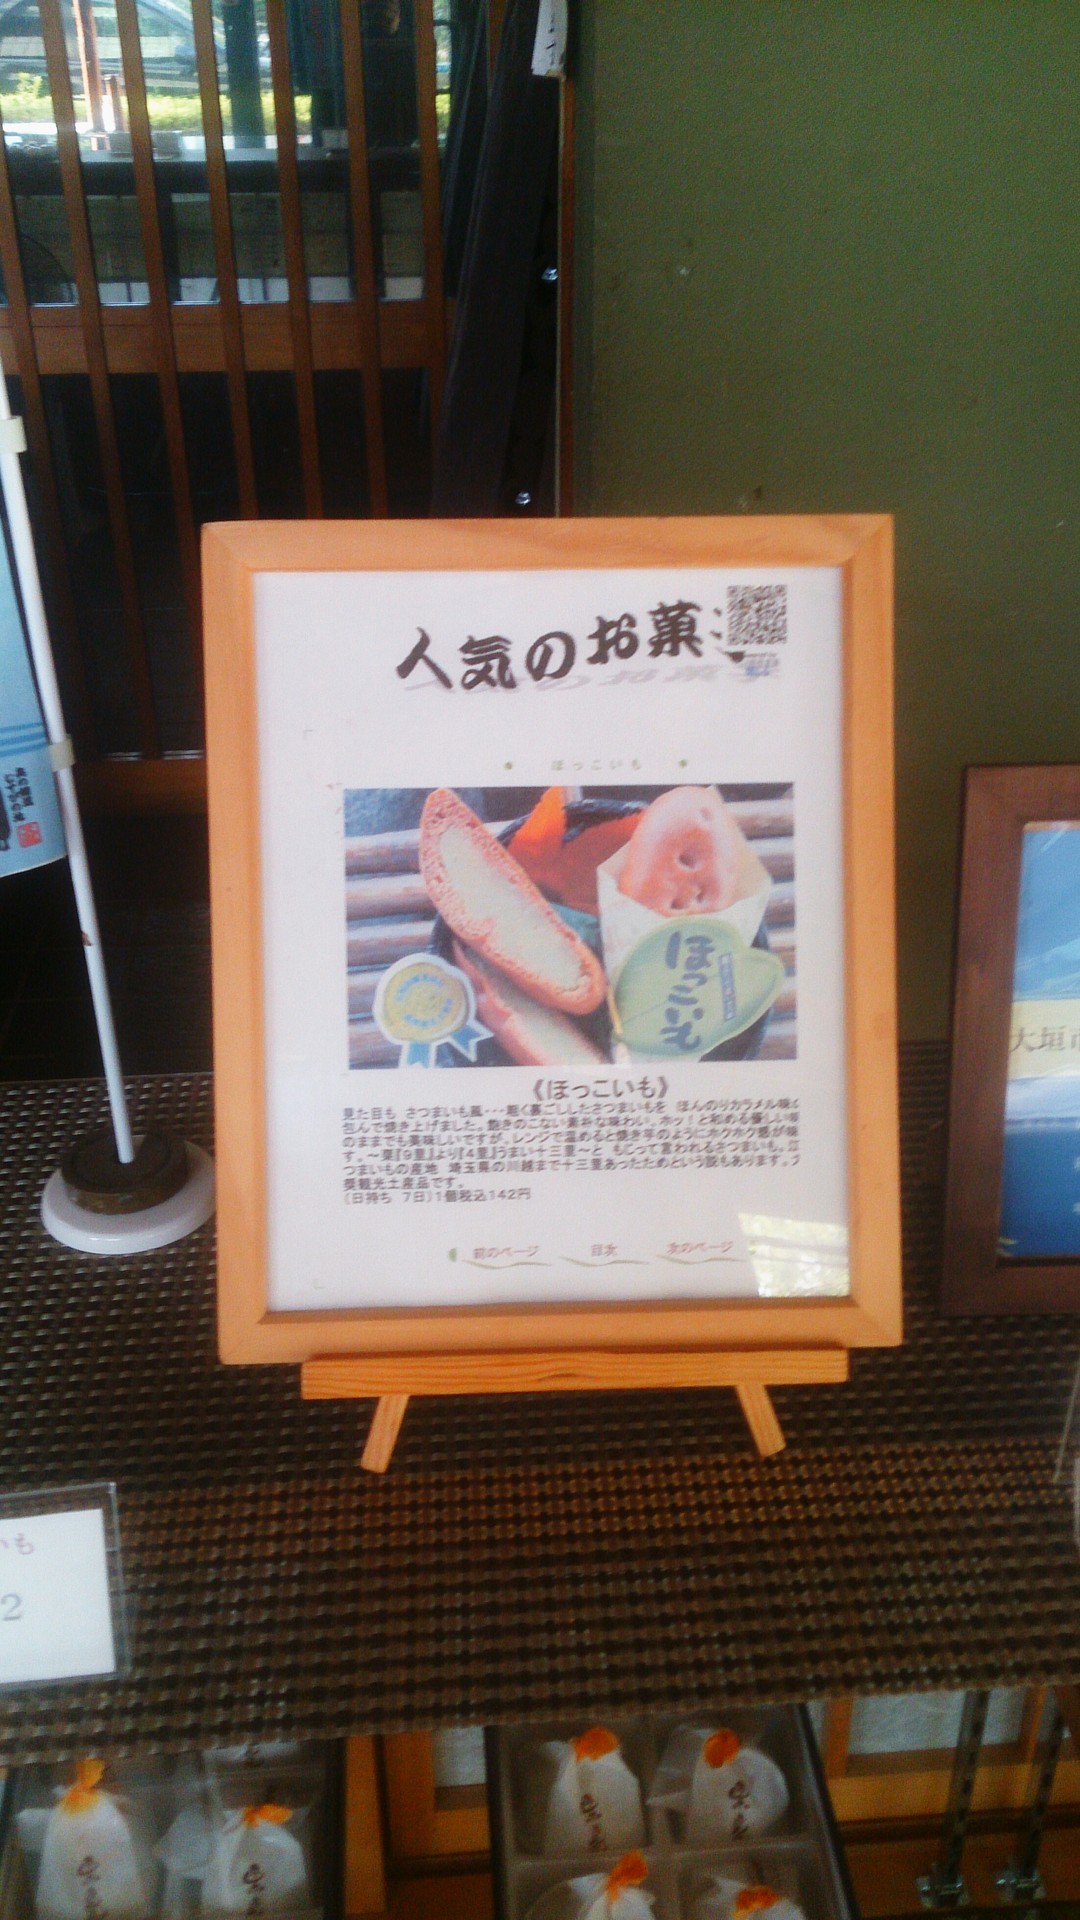 人気のお菓
ほっこいも
ほっこいも
《ほっこいも》
見た目も さつまいも風・・・粗く裏ごししたさつまいもを ほんのりカラメル味
包んで焼き上げました。飽きのこない素朴な味わい、ホッ!と和める優しい
のままでも美味しいですが、レンジで温めると焼き芋のようにホクホク感が
す。〜栗『9里』より『4里』うまい十三里〜と もじって言われるさつまいも。
つまいもの産地 埼玉県の川越まで十三里あったためという説もあります。
奨観光土産品です。
(日持ち 7日)1個税込142円
前のページ 目次 次のページ
大垣市
いも
2